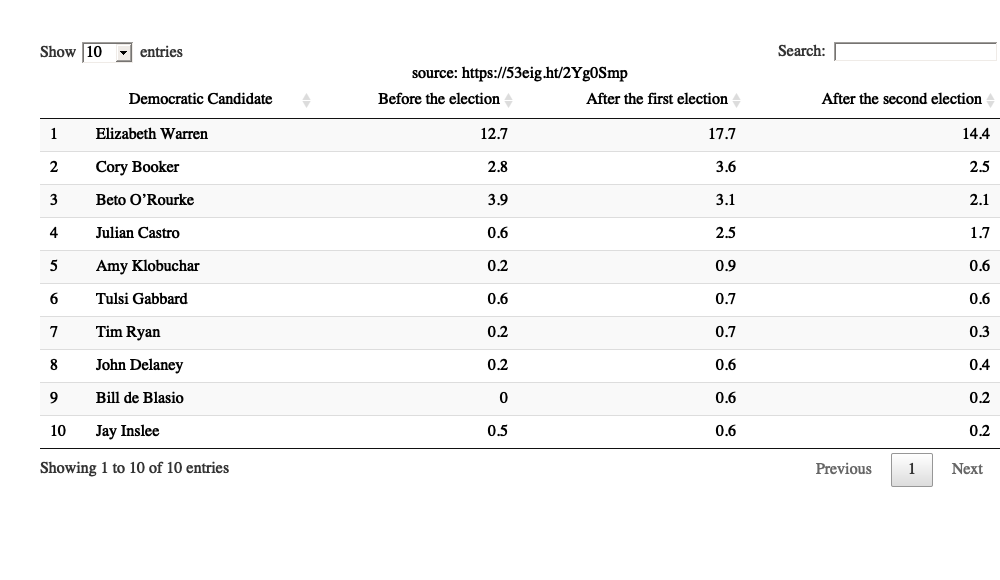 Show 10 entries Search:
source: https://53eig.ht/2Yg0Smp
Democratic Candidate Before the election After the first election After the second election
1 Elizabeth Warren 12.7 17.7 14.4
2 Cory Booker 2.8 3.6 2.5
3 Beto O’Rourke 3.9 3.1 2.1
4 Julian Castro 0.6 2.5 1.7
5 Amy Klobuchar 0.2 0.9 0.6
6 Tulsi Gabbard 0.6 0.7 0.6
7 Tim Ryan 0.2 0.7 0.3
8 John Delaney 0.2 0.6 0.4
9 Bill de Blasio 0 0.6 0.2
10 Jay Inslee 0.5 0.6 0.2
Showing 1 to 10 of 10 entries Previous 1 Next